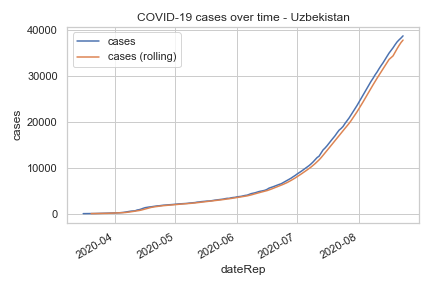 COVID-19 cases over time - Uzbekistan
cases
cases (rolling)
40000
30000
20000
10000
0
cases
2020-04
2020-05
2020-06
2020-07
2020-08
dateRep